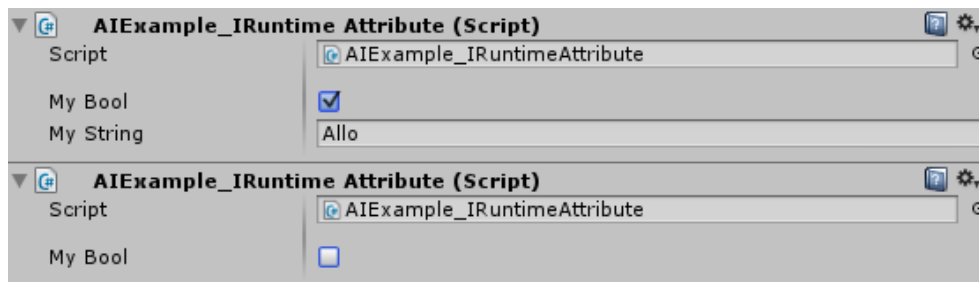 AIExample_IRuntime Attribute (Script)
Script AIExample_IRuntimeAttribute
My Bool
My String Allo
AIExample_IRuntime Attribute (Script)
Script AIExample_IRuntimeAttribute
My Bool